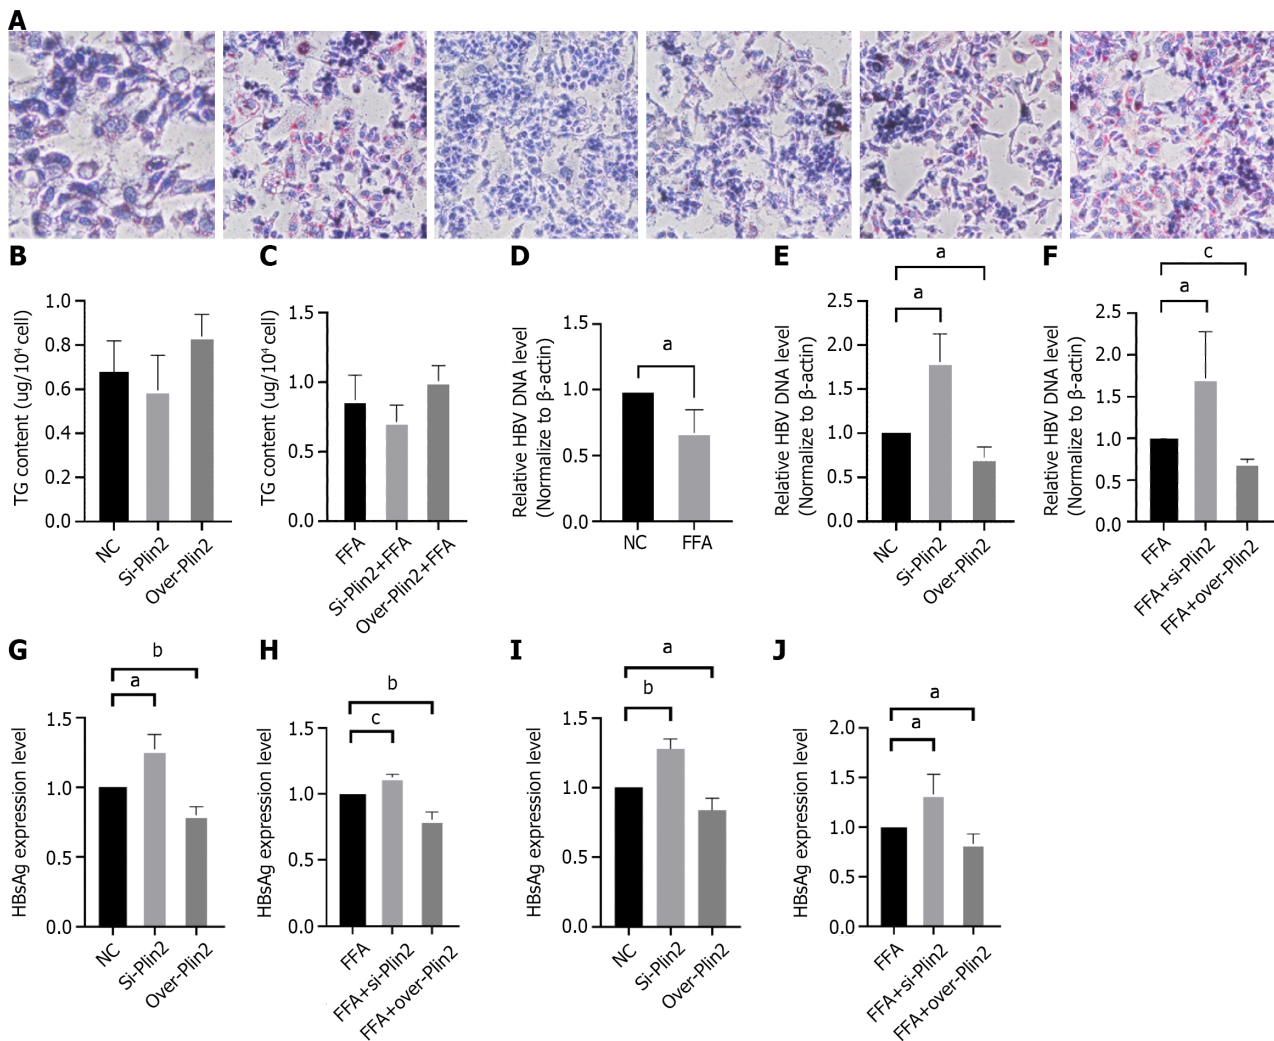 A
B
TG content (ug/10⁴ cell)
1.0
0.8
0.6
0.4
0.2
0.0
NC
Si-Plin2
Over-Plin2
C
TG content (ug/10⁴ cell)
1.5
1.0
0.5
0.0
FFA
Si-Plin2+FFA
Over-Plin2+FFA
D
Relative HBV DNA level
(Normalize to β-actin)
1.5
1.0
0.5
0.0
a
NC
FFA
E
Relative HBV DNA level
(Normalize to β-actin)
2.5
2.0
1.5
1.0
0.5
0.0
a
a
NC
Si-Plin2
Over-Plin2
F
Relative HBV DNA level
(Normalize to β-actin)
2.5
2.0
1.5
1.0
0.5
0.0
c
a
FFA
FFA+si-Plin2
FFA+over-Plin2
G
HBsAg expression level
1.5
1.0
0.5
0.0
b
a
NC
Si-Plin2
Over-Plin2
H
HBsAg expression level
1.5
1.0
0.5
0.0
b
c
FFA
FFA+si-Plin2
FFA+over-Plin2
I
HBsAg expression level
1.5
1.0
0.5
0.0
a
b
NC
Si-Plin2
Over-Plin2
J
HBsAg expression level
2.0
1.5
1.0
0.5
0.0
a
a
FFA
FFA+si-Plin2
FFA+over-Plin2